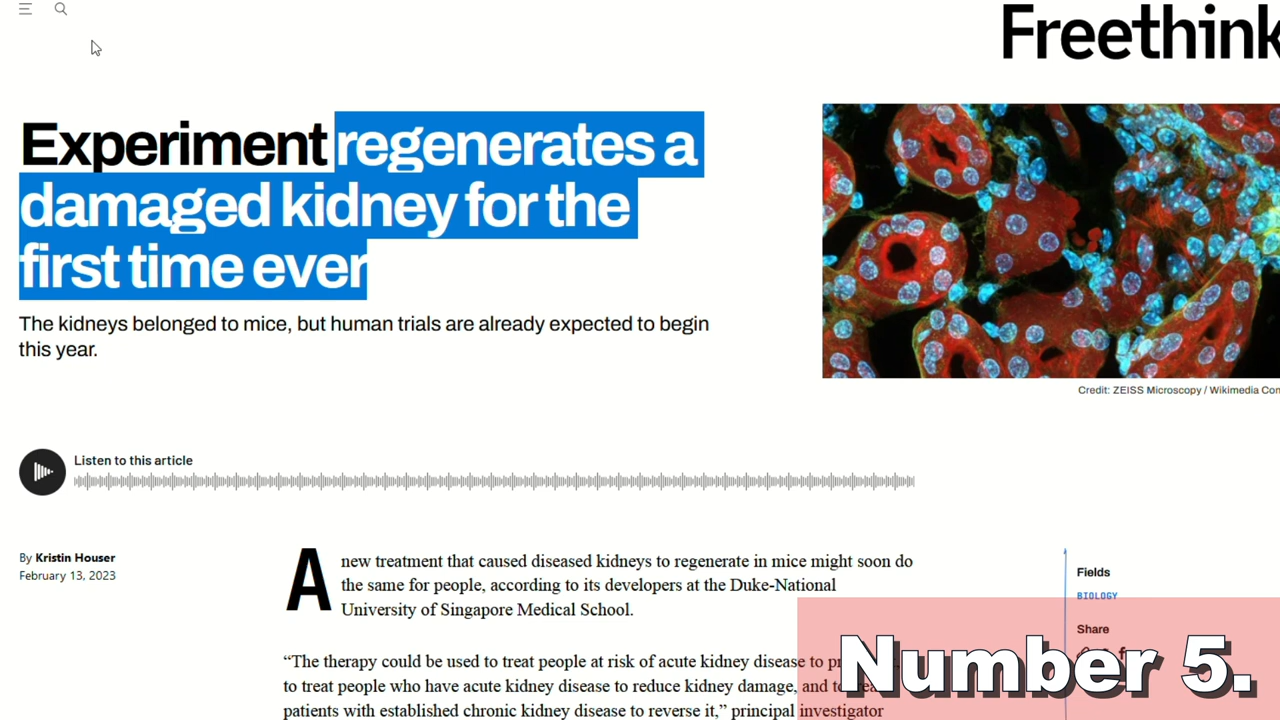 Freethink
Experiment regenerates a
damaged kidney for the
first time ever
The kidneys belonged to mice, but human trials are already expected to begin
this year.
Credit: ZEISS Microscopy / Wikimedia Con
Listen to this article
By Kristin Houser
February 13, 2023
A new treatment that caused diseased kidneys to regenerate in mice might soon do
the same for people, according to its developers at the Duke-National
University of Singapore Medical School.
“The therapy could be used to treat people at risk of acute kidney disease to
to treat people who have acute kidney disease to reduce kidney damage, and to
patients with established chronic kidney disease to reverse it,” principal investigator
Fields
BIOLOGY
Share
Number 5.